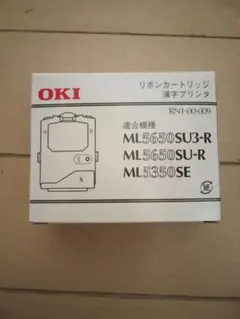 OKI
リボンカートリッジ
漢字プリンタ
RN1-00-009
適合機種
ML5650SU3-R
ML5650SU-R
ML5350SE
S
紙